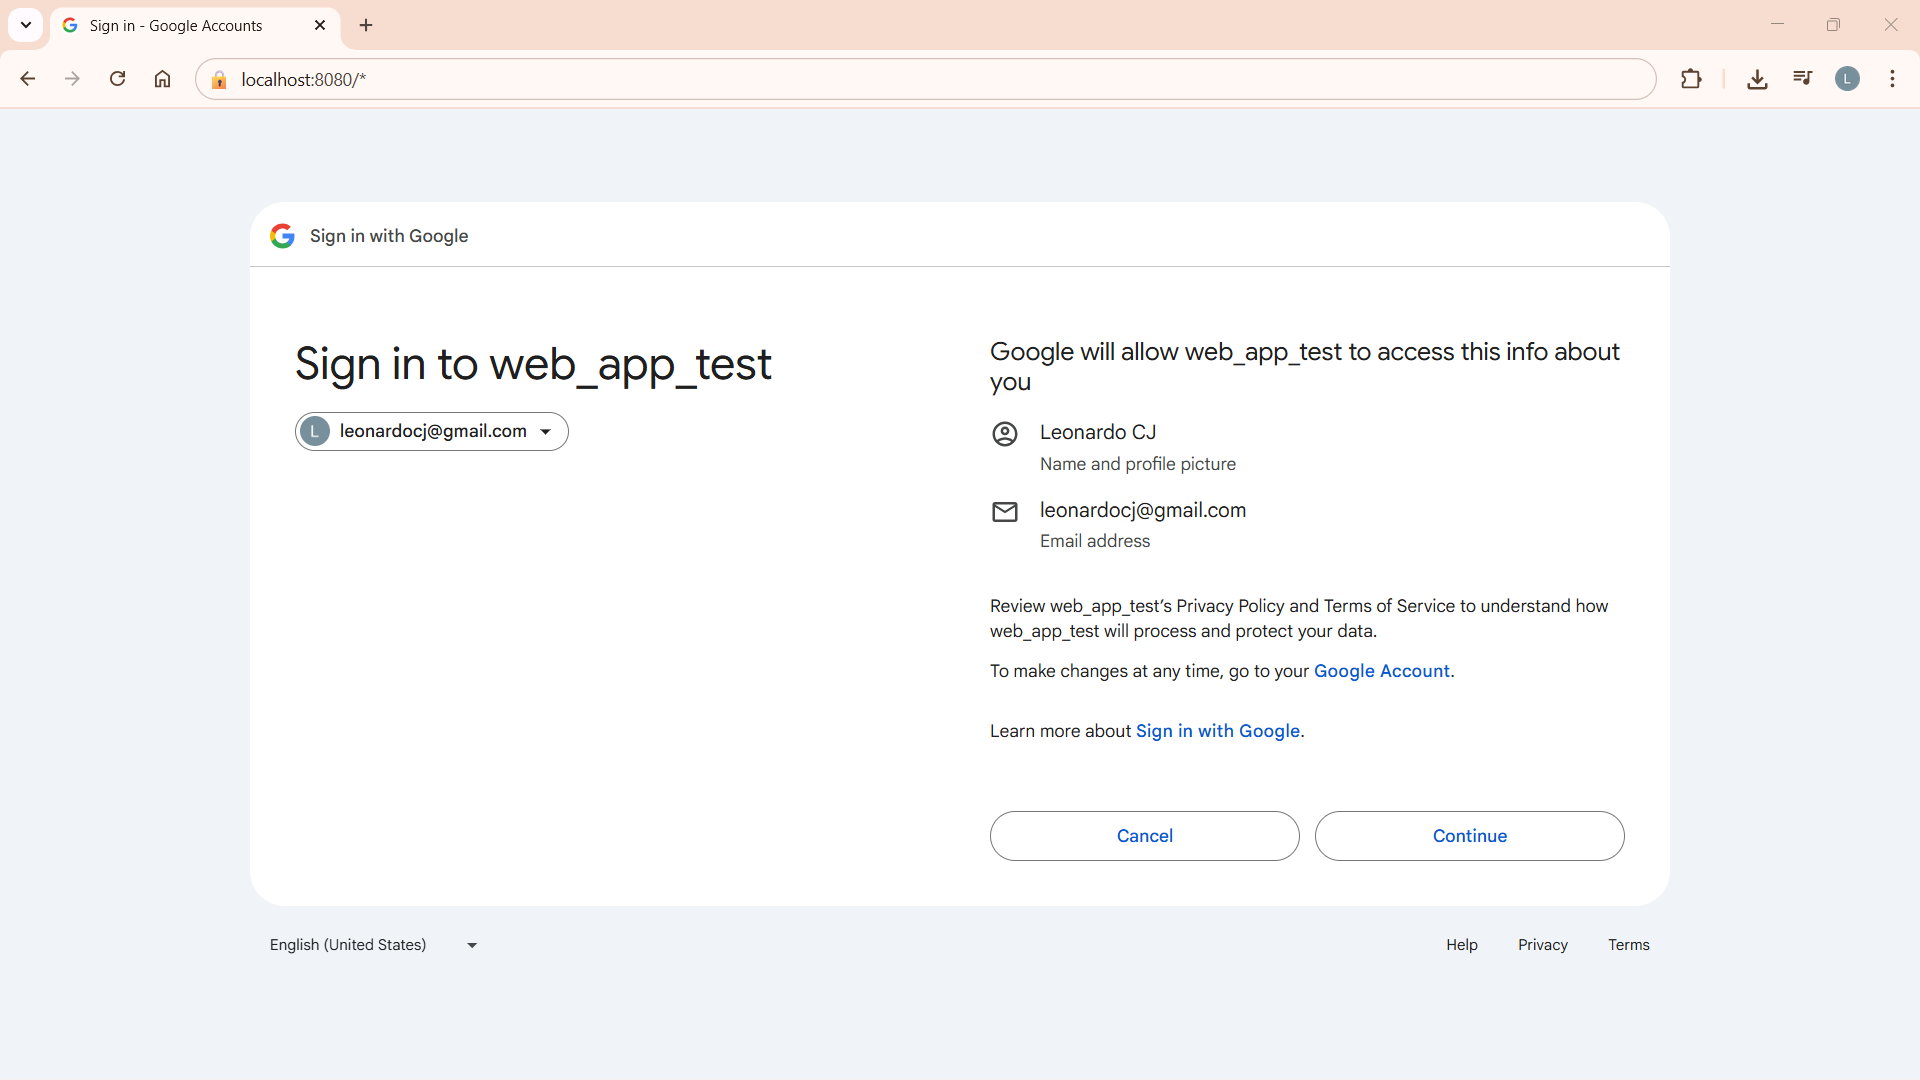 Sign in - Google Accounts
localhost:8080/*
L
Sign in with Google
Sign in to web_app_test
L leonardocj@gmail.com
Google will allow web_app_test to access this info about
you
Leonardo CJ
Name and profile picture
leonardocj@gmail.com
Email address
Review web_app_test’s Privacy Policy and Terms of Service to understand how
web_app_test will process and protect your data.
To make changes at any time, go to your Google Account.
Learn more about Sign in with Google.
Cancel Continue
English (United States) Help Privacy Terms